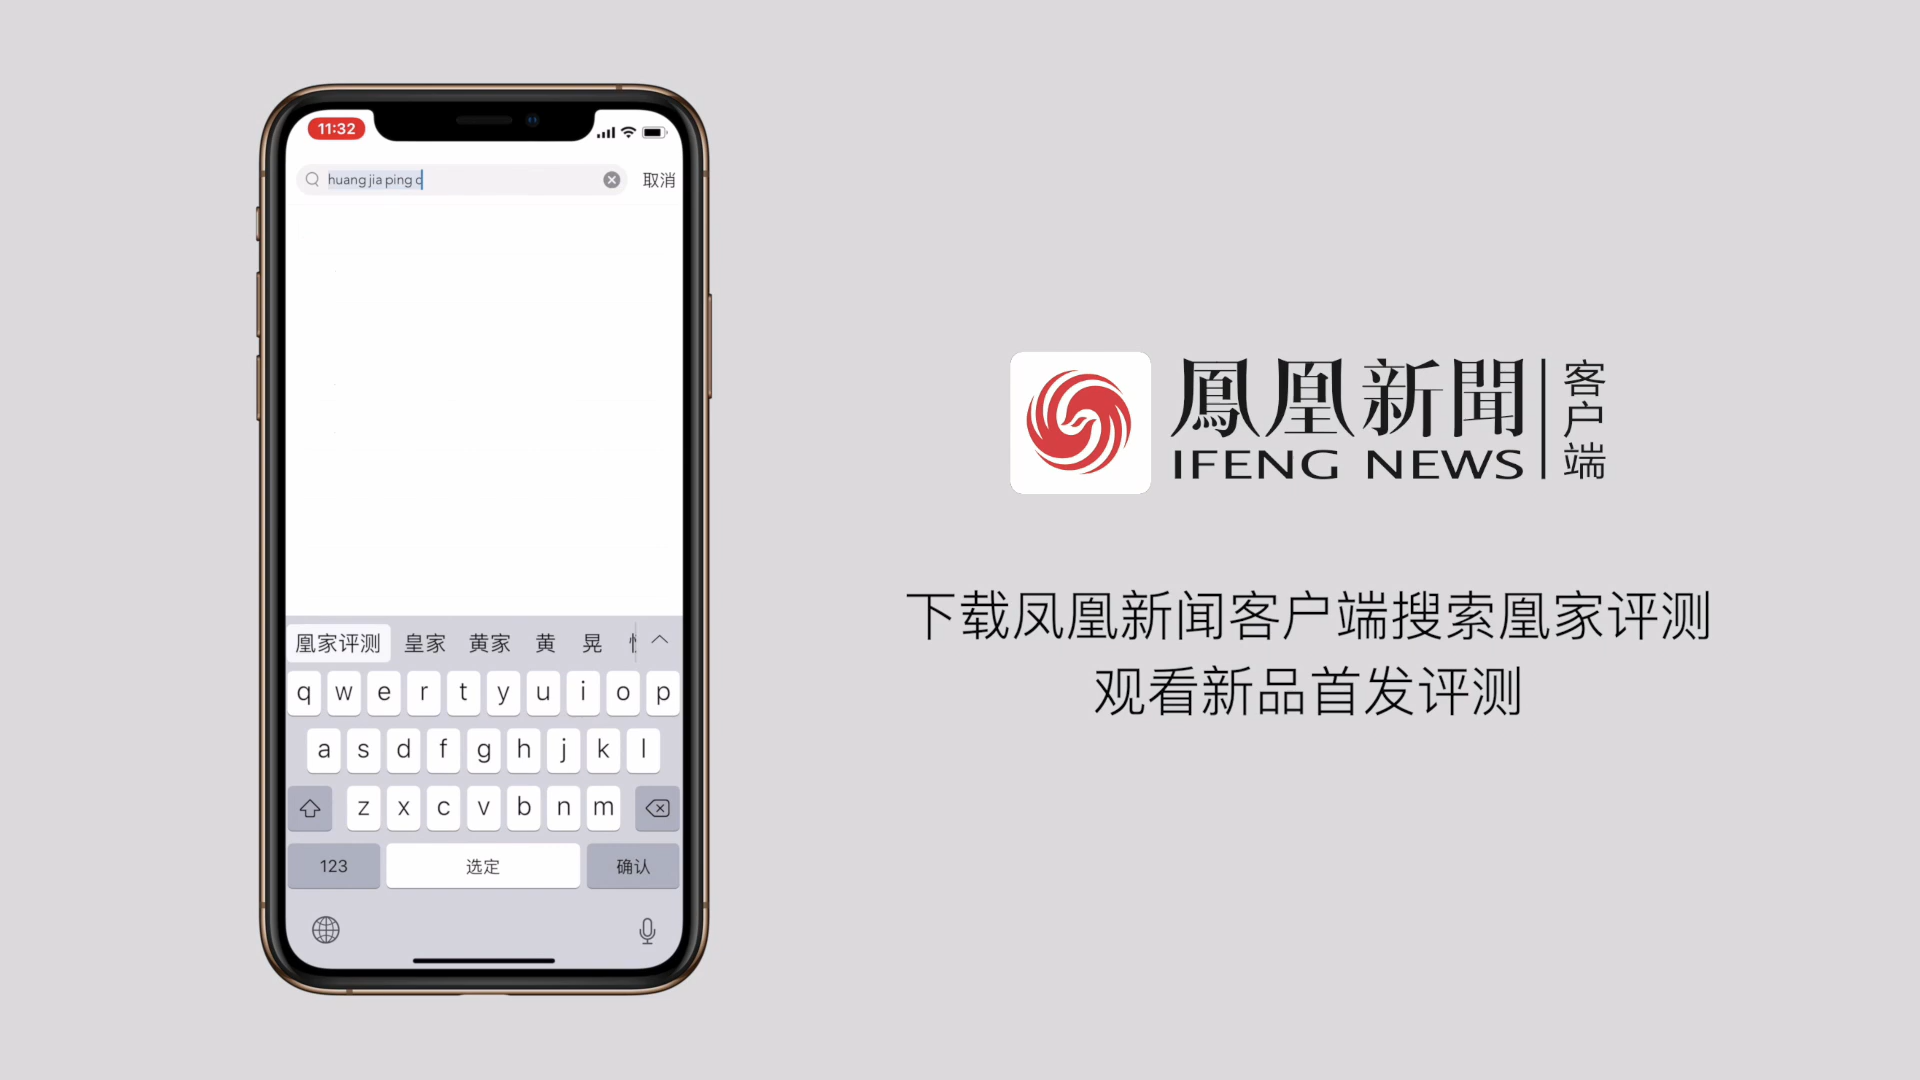 11:32
huang jia ping c
取消
凰家评测 皇家 黄家 黄 晃
q w e r t y u i o p
a s d f g h j k l
z x c v b n m
123 选定 确认
鳳凰新聞
IFENG NEWS
客户端
下载凤凰新闻客户端搜索凰家评测
观看新品首发评测